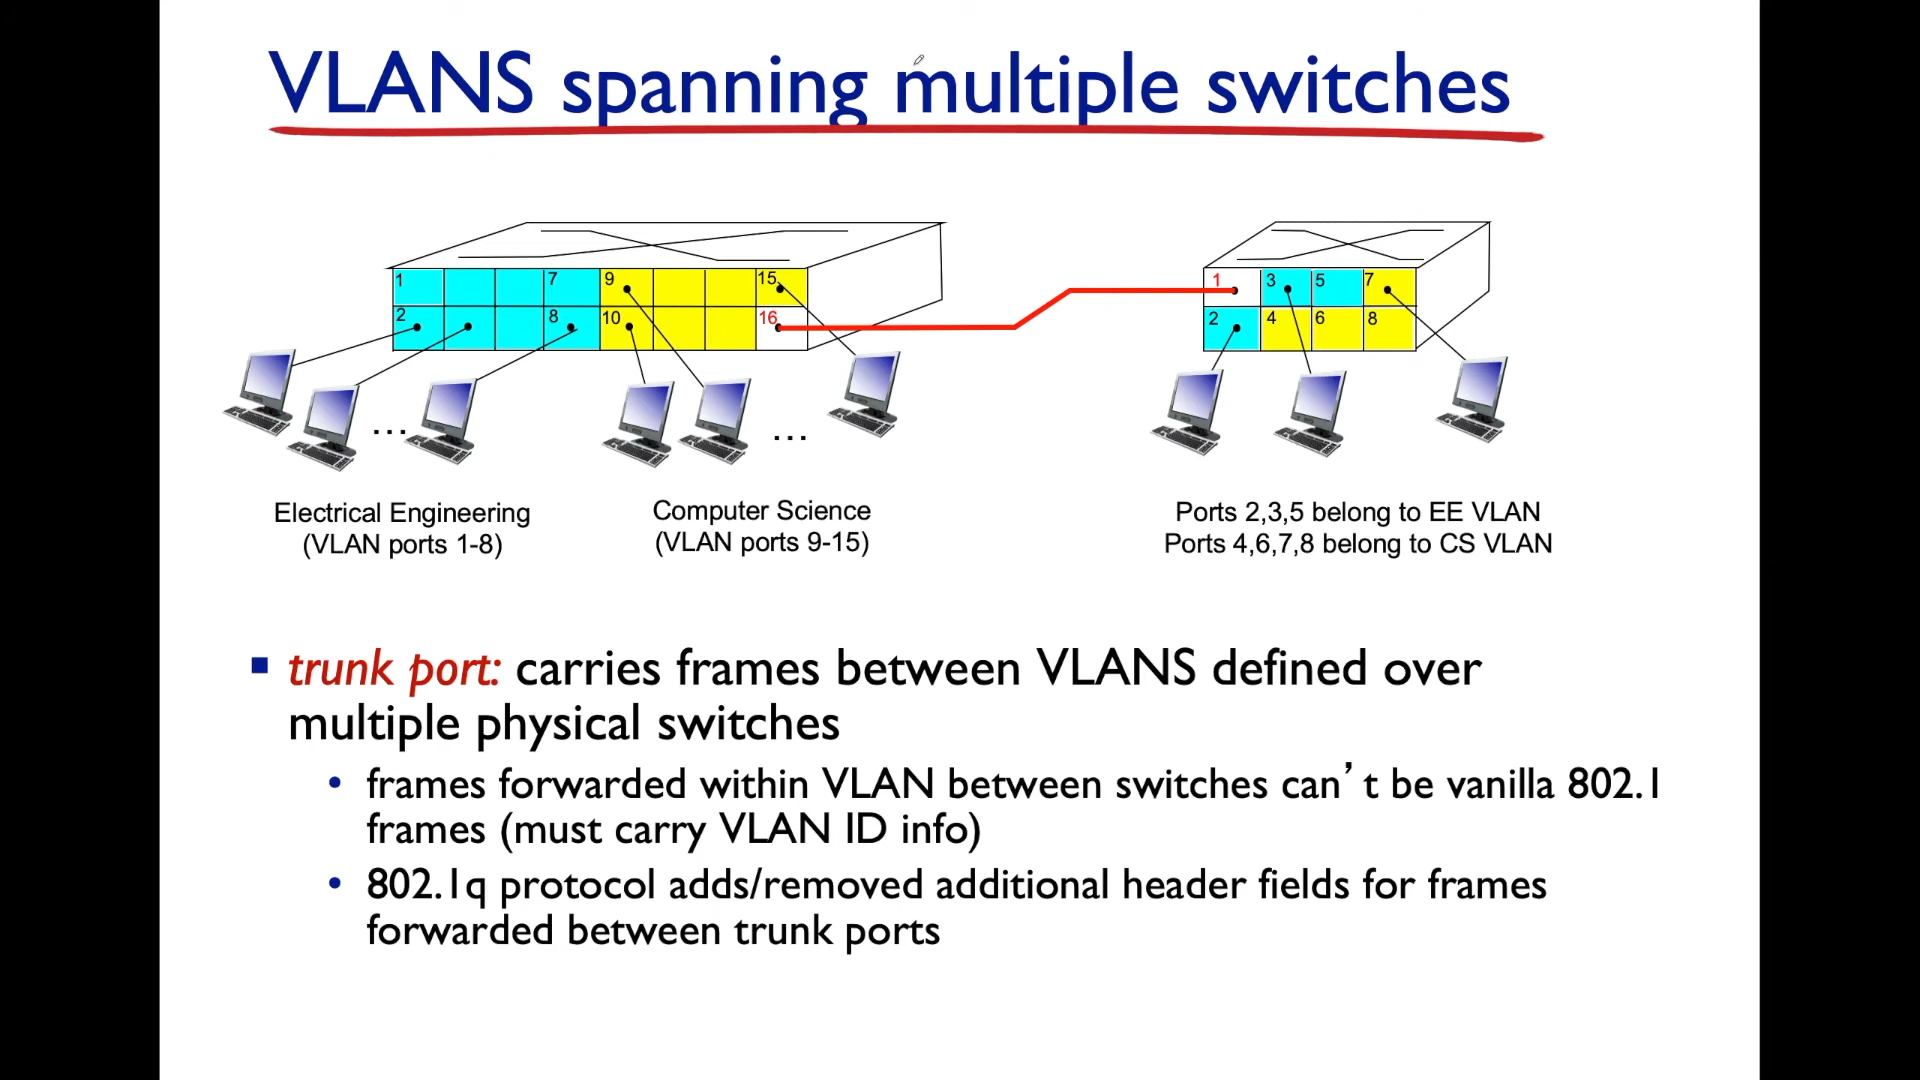 VLANS spanning multiple switches
1 7 9 15
2 8 10 16
1 3 5 7
2 4 6 8
... ...
Electrical Engineering
(VLAN ports 1-8)
Computer Science
(VLAN ports 9-15)
Ports 2,3,5 belong to EE VLAN
Ports 4,6,7,8 belong to CS VLAN
▪ trunk port: carries frames between VLANS defined over
multiple physical switches
• frames forwarded within VLAN between switches can’t be vanilla 802.1
frames (must carry VLAN ID info)
• 802.1q protocol adds/removed additional header fields for frames
forwarded between trunk ports